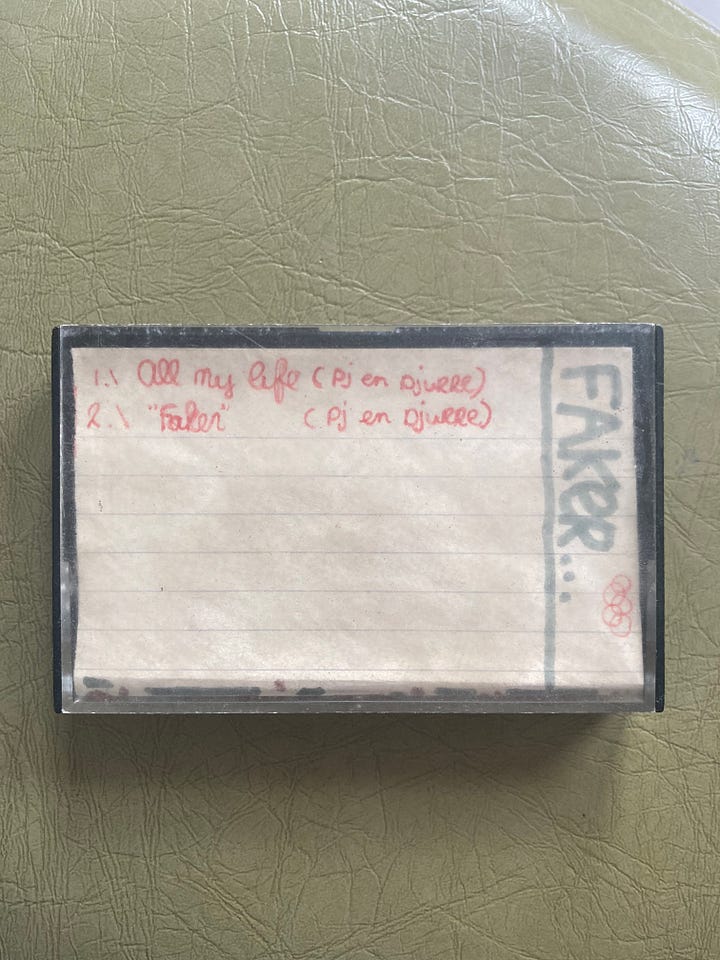 1.\ All my life (Pj en Djurre)
2.\ "Faker" (Pj en Djurre)
FAKER...